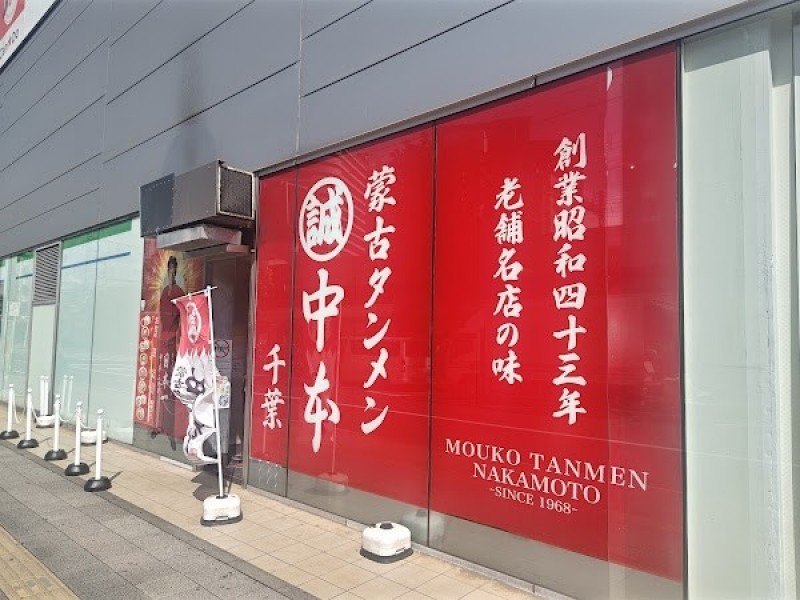 創業昭和四十三年
老舗名店の味
MOUKO TANMEN
NAKAMOTO
-SINCE 1968-
蒙古タンメン
誠
中本
千葉